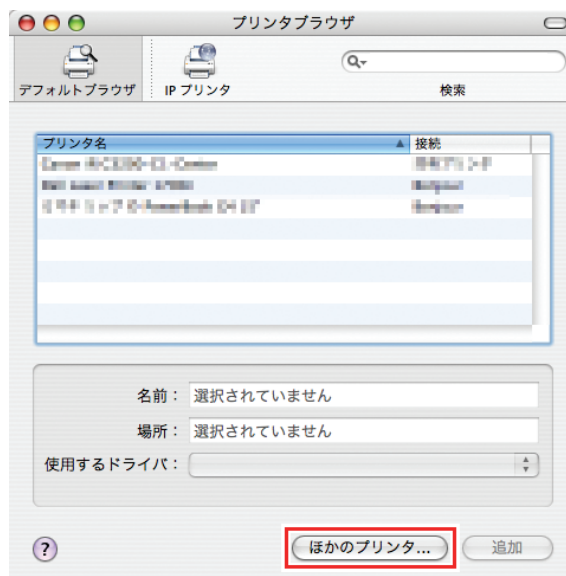 プリンタブラウザ
デフォルトブラウザ IP プリンタ 検索
プリンタ名 接続
名前： 選択されていません
場所： 選択されていません
使用するドライバ：
? ほかのプリンタ... 追加